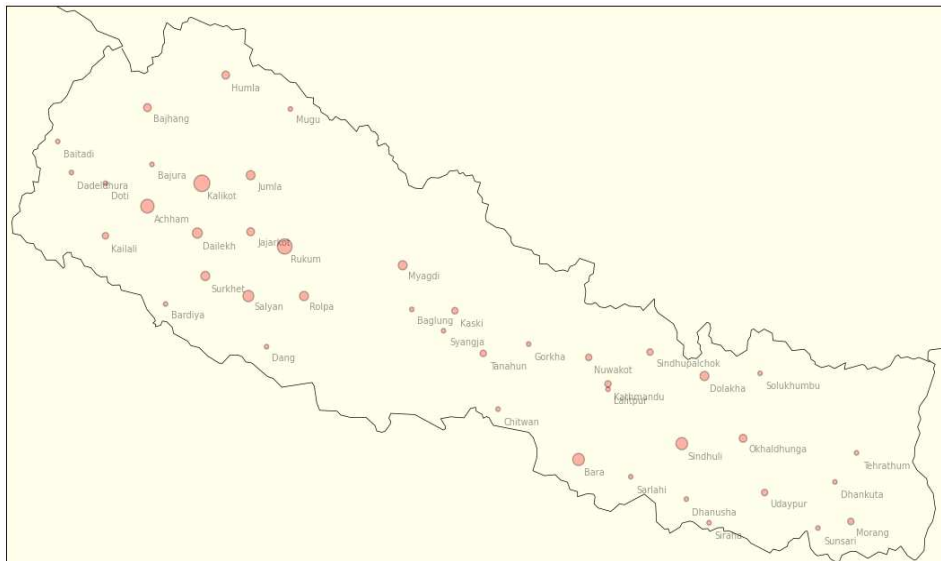 Humla
Bajhang
Mugu
Baitadi
Bajura
Dadeldhura
Doti
Kalikot
Jumla
Achham
Kailali
Dailekh
Jajarkot
Rukum
Myagdi
Surkhet
Salyan
Rolpa
Bardiya
Baglung
Kaski
Syangja
Dang
Tanahun
Gorkha
Nuwakot
Sindhupalchok
Kathmandu
Lalitpur
Dolakha
Solukhumbu
Chitwan
Sindhuli
Okhaldhunga
Bara
Tehrathum
Sarlahi
Dhankuta
Dhanusha
Udaypur
Siraha
Sunsari
Morang